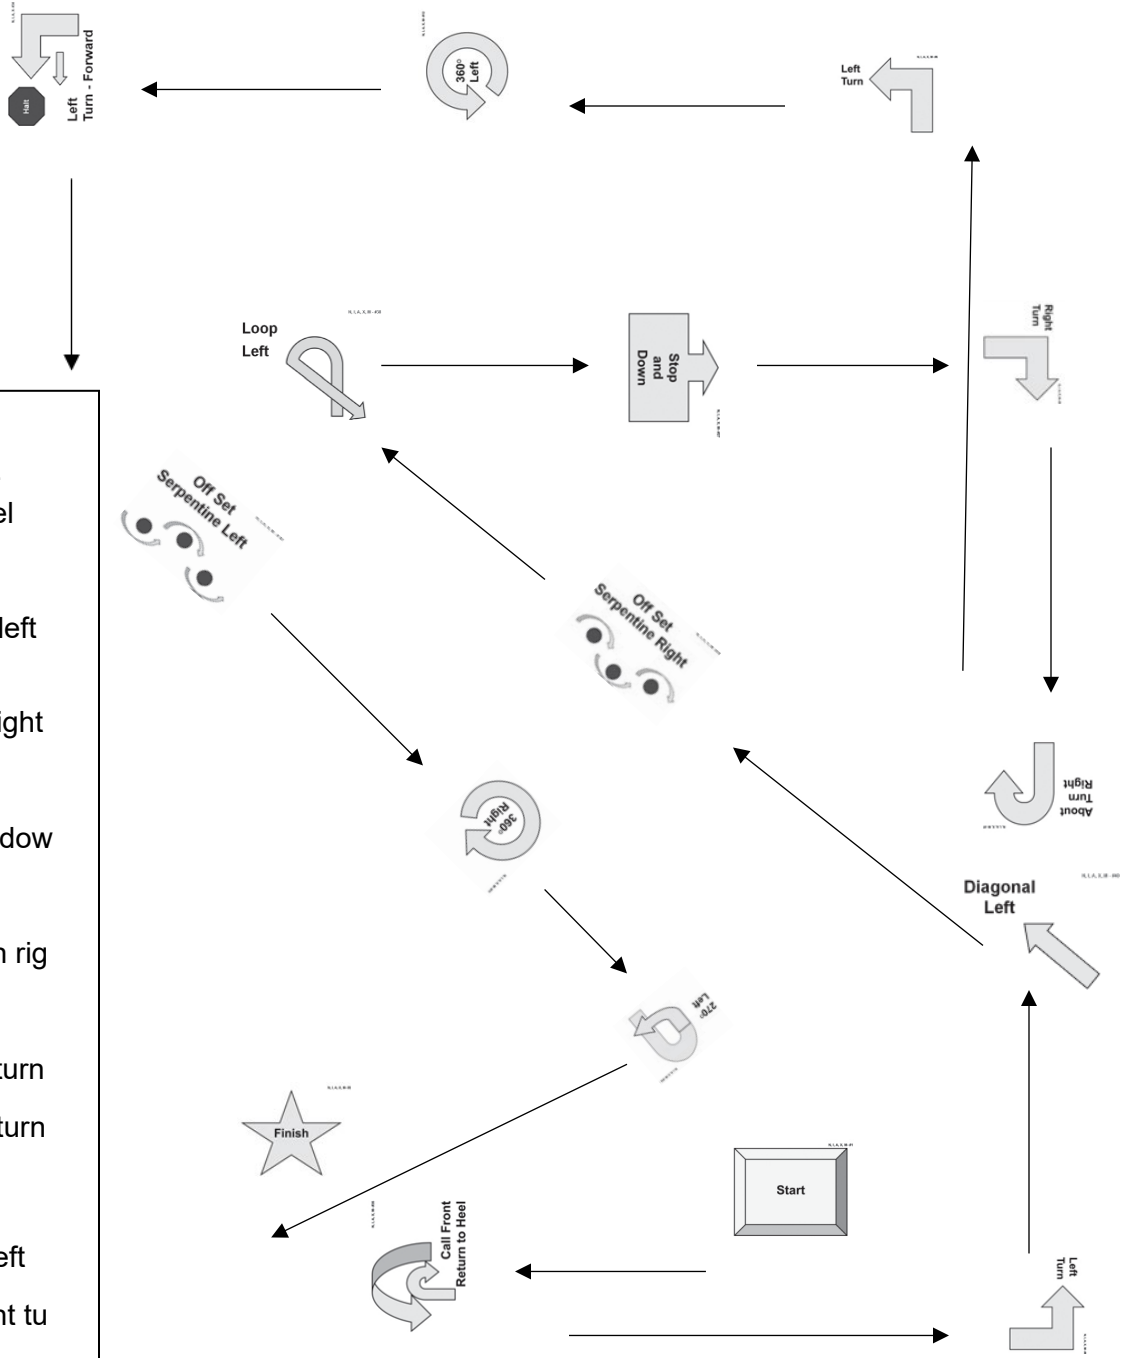 Left
Turn - Forward
Halt
360°
Left
Left
Turn
Loop
Left
Stop
and
Down
Right
Turn
Off Set
Serpentine Left
Off Set
Serpentine Right
360°
Right
About
Turn
Right
Diagonal
Left
270°
Left
Finish
Start
Call Front
Return to Heel
Left
Turn
el
left
ight
dow
n rig
turn
turn
eft
nt tu